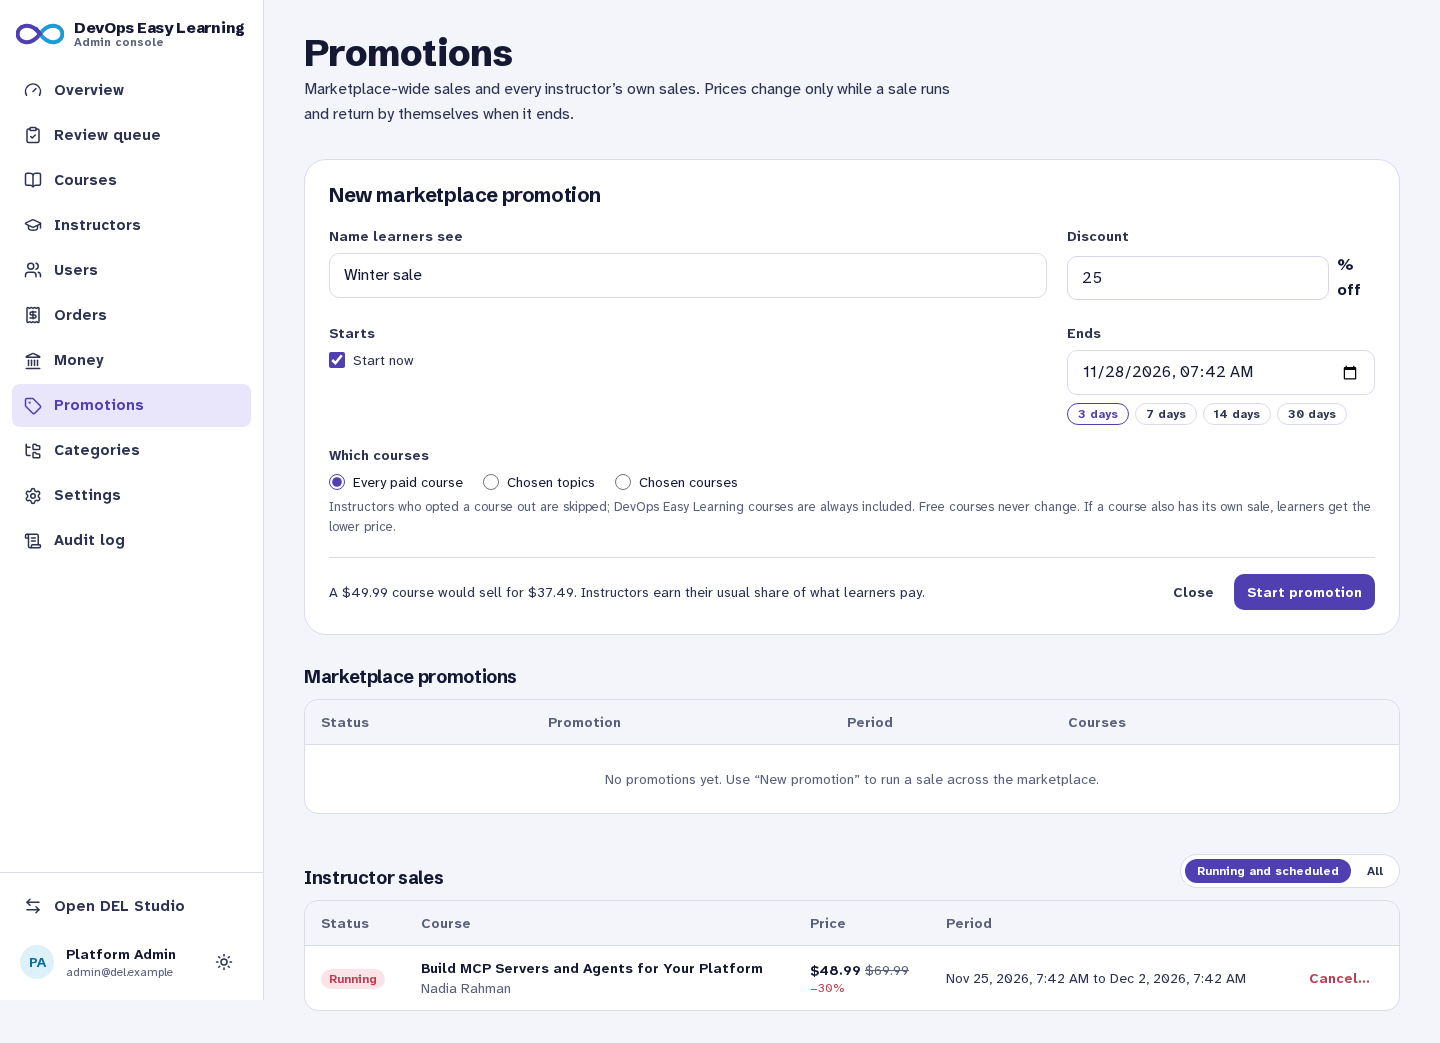 DevOps Easy Learning
Admin console
Overview
Review queue
Courses
Instructors
Users
Orders
Money
Promotions
Categories
Settings
Audit log
Open DEL Studio
PA
Platform Admin
admin@del.example
Promotions
Marketplace-wide sales and every instructor’s own sales. Prices change only while a sale runs
and return by themselves when it ends.
New marketplace promotion
Name learners see
Winter sale
Discount
25
%
off
Starts
Start now
Ends
11/28/2026, 07:42 AM
3 days
7 days
14 days
30 days
Which courses
Every paid course
Chosen topics
Chosen courses
Instructors who opted a course out are skipped; DevOps Easy Learning courses are always included. Free courses never change. If a course also has its own sale, learners get the
lower price.
A $49.99 course would sell for $37.49. Instructors earn their usual share of what learners pay.
Close
Start promotion
Marketplace promotions
Status Promotion Period Courses
No promotions yet. Use “New promotion” to run a sale across the marketplace.
Instructor sales
Running and scheduled
All
Status Course Price Period
Running
Build MCP Servers and Agents for Your Platform
Nadia Rahman
$48.99 $69.99
−30%
Nov 25, 2026, 7:42 AM to Dec 2, 2026, 7:42 AM
Cancel…